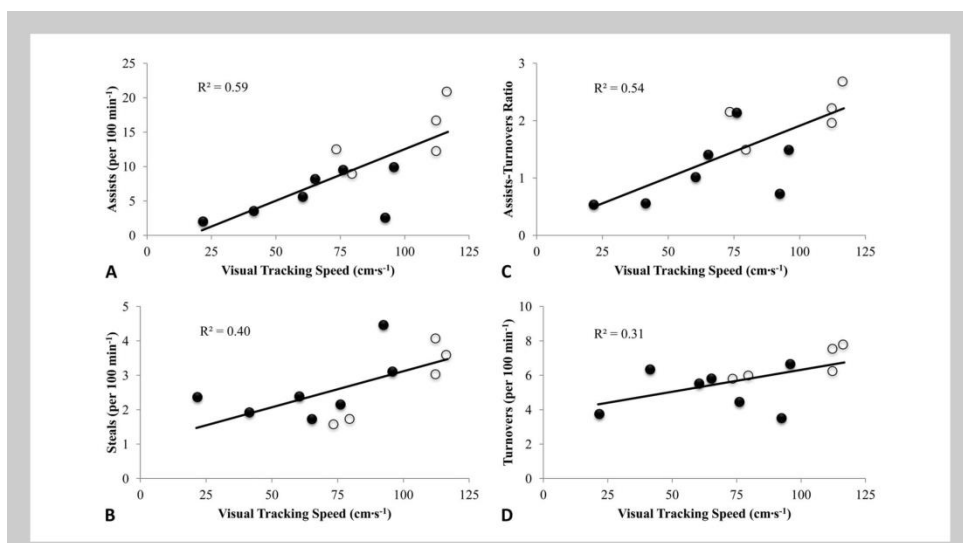 25
20
15
10
5
0
0 25 50 75 100 125
R² = 0.59
Assists (per 100 min⁻¹)
Visual Tracking Speed (cm·s⁻¹)
A
3
2
1
0
0 25 50 75 100 125
R² = 0.54
Assists-Turnovers Ratio
Visual Tracking Speed (cm·s⁻¹)
C
5
4
3
2
1
0
0 25 50 75 100 125
R² = 0.40
Steals (per 100 min⁻¹)
Visual Tracking Speed (cm·s⁻¹)
B
10
8
6
4
2
0
0 25 50 75 100 125
R² = 0.31
Turnovers (per 100 min⁻¹)
Visual Tracking Speed (cm·s⁻¹)
D